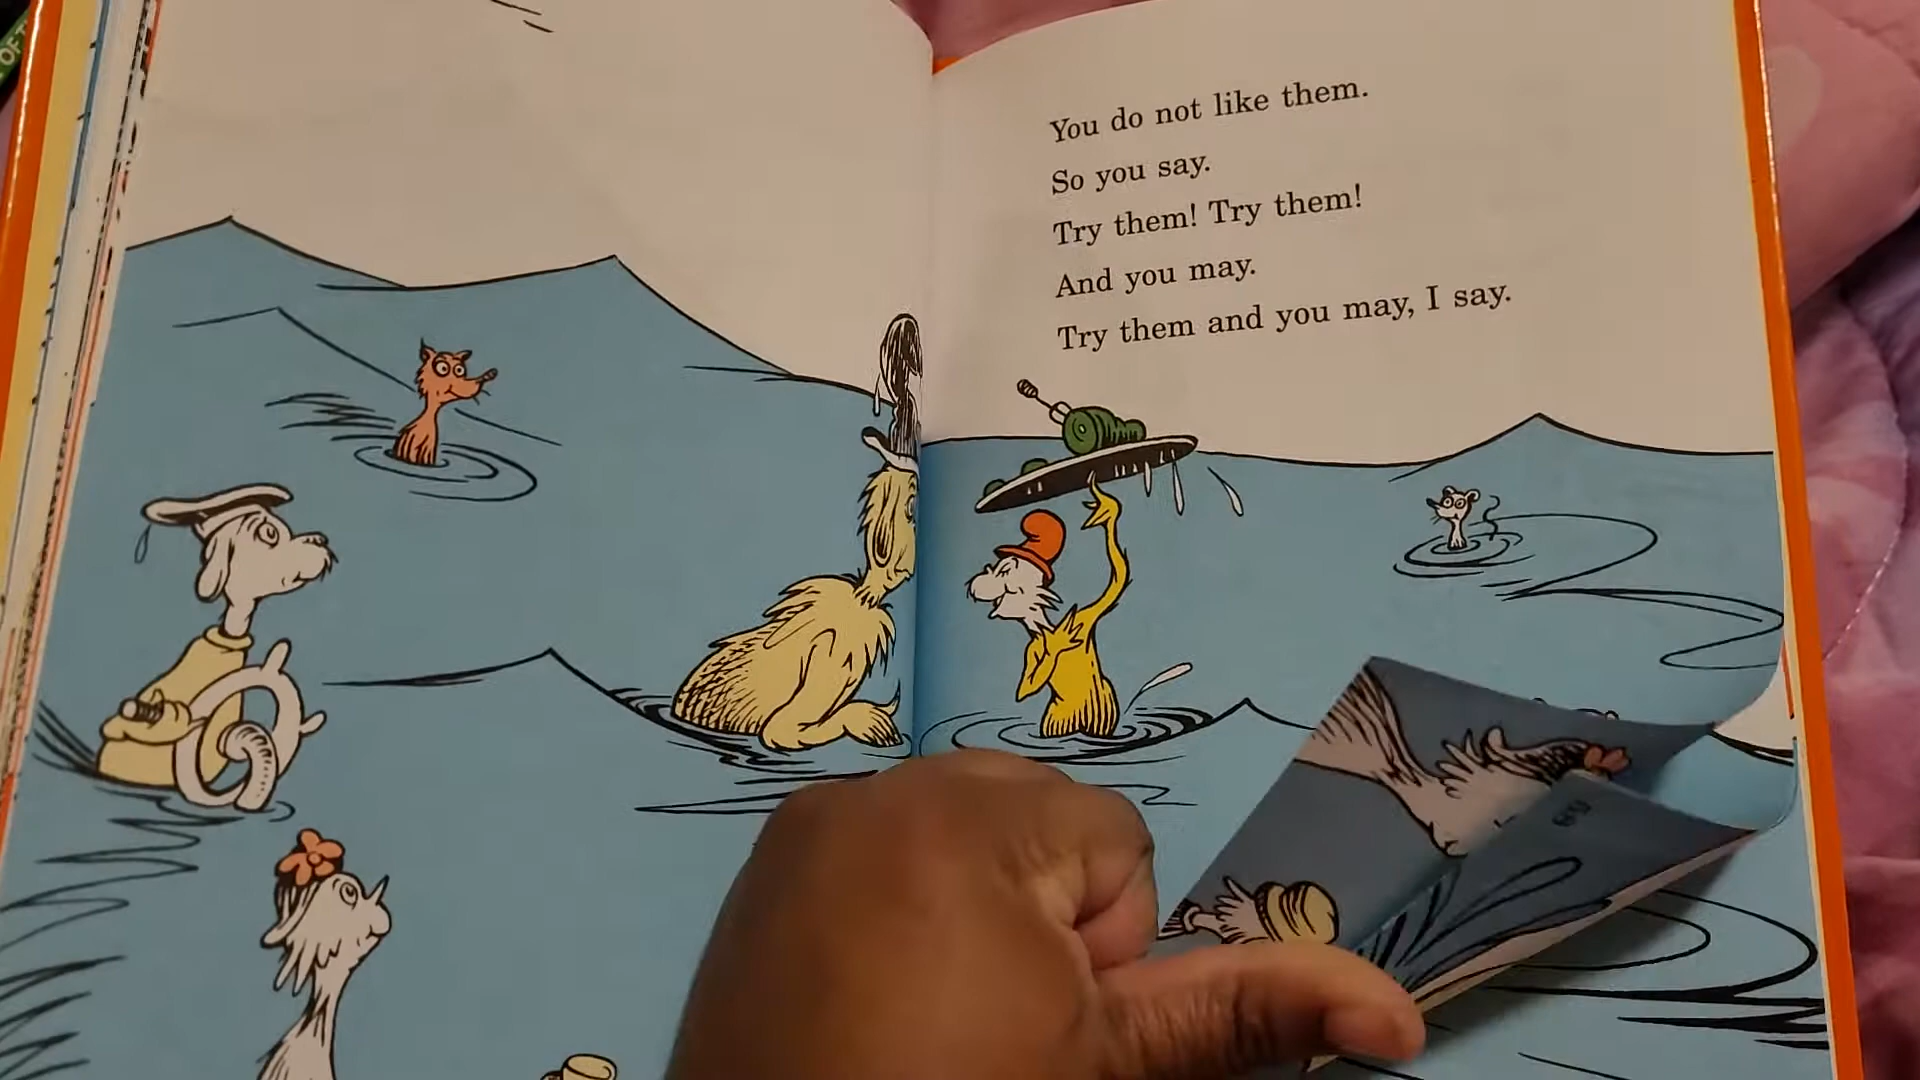 You do not like them.
So you say.
Try them! Try them!
And you may.
Try them and you may, I say.